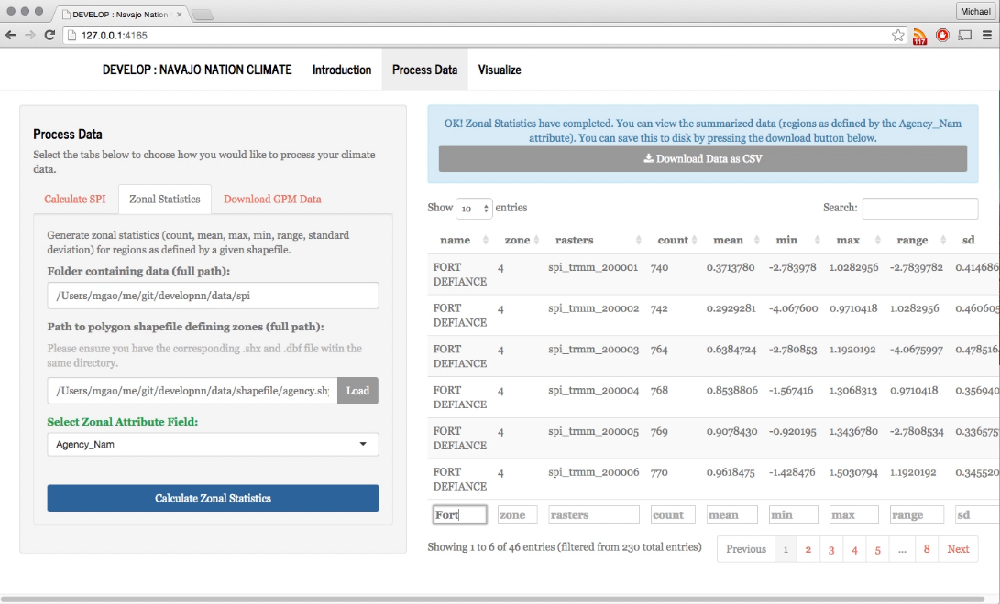 DEVELOP : Navajo Nation
Michael
127.0.0.1:4165
117
DEVELOP : NAVAJO NATION CLIMATE Introduction Process Data Visualize
Process Data
Select the tabs below to choose how you would like to process your climate
data.
Calculate SPI Zonal Statistics Download GPM Data
Generate zonal statistics (count, mean, max, min, range, standard
deviation) for regions as defined by a given shapefile.
Folder containing data (full path):
/Users/mgao/me/git/developnn/data/spi
Path to polygon shapefile defining zones (full path):
Please ensure you have the corresponding .shx and .dbf file witin the
same directory.
/Users/mgao/me/git/developnn/data/shapefile/agency.sh Load
Select Zonal Attribute Field:
Agency_Nam
Calculate Zonal Statistics
OK! Zonal Statistics have completed. You can view the summarized data (regions as defined by the Agency_Nam
attribute). You can save this to disk by pressing the download button below.
Download Data as CSV
Show 10 entries Search:
name zone rasters count mean min max range sd
FORT 4 spi_trmm_200001 740 0.3713780 -2.783978 1.0282956 -2.7839782 0.414686
DEFIANCE
FORT 4 spi_trmm_200002 742 0.2929281 -4.067600 0.9710418 1.0282956 0.460605
DEFIANCE
FORT 4 spi_trmm_200003 764 0.6384724 -2.780853 1.1920192 -4.0675997 0.478516
DEFIANCE
FORT 4 spi_trmm_200004 768 0.8538806 -1.567416 1.3068313 0.9710418 0.356940
DEFIANCE
FORT 4 spi_trmm_200005 769 0.9078430 -0.920195 1.3436780 -2.7808534 0.336575
DEFIANCE
FORT 4 spi_trmm_200006 770 0.9618475 -1.428476 1.5030794 1.1920192 0.345520
DEFIANCE
Fort zone rasters count mean min max range sd
Showing 1 to 6 of 46 entries (filtered from 230 total entries) Previous 1 2 3 4 5 ... 8 Next